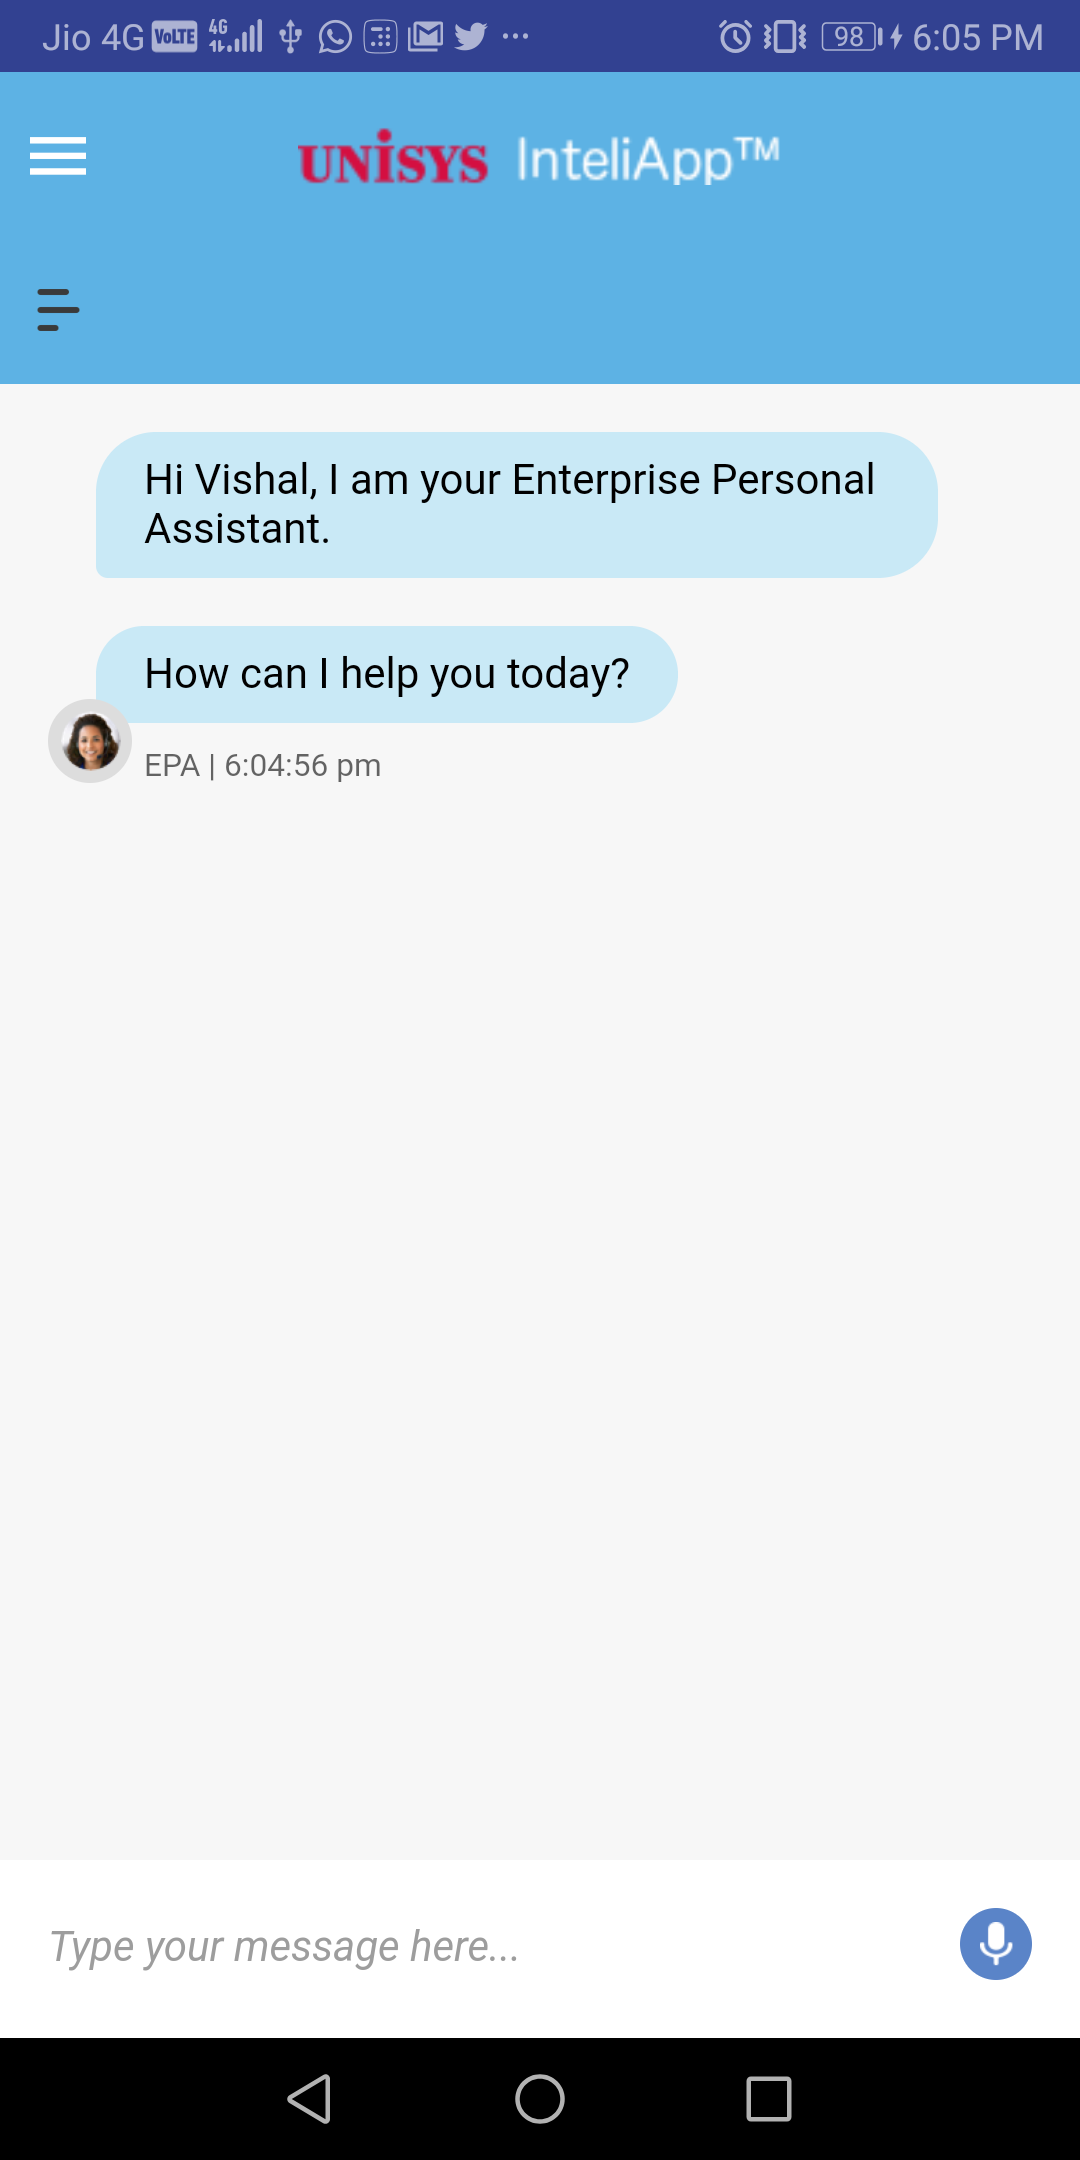 Jio 4G VoLTE 4G 98 6:05 PM
UNiSYS InteliApp™
Hi Vishal, I am your Enterprise Personal
Assistant.
How can I help you today?
EPA | 6:04:56 pm
Type your message here...